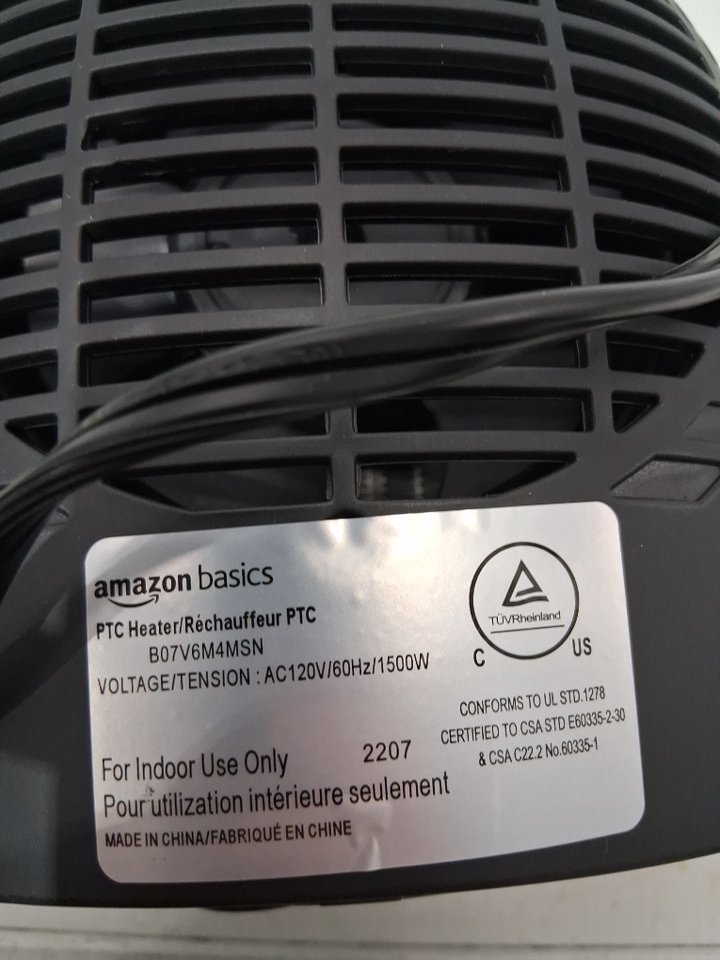 amazon basics
PTC Heater/Réchauffeur PTC
B07V6M4MSN
VOLTAGE/TENSION : AC120V/60Hz/1500W
For Indoor Use Only
2207
Pour utilization intérieure seulement
MADE IN CHINA/FABRIQUÉ EN CHINE
TÜVRheinland
C US
CONFORMS TO UL STD.1278
CERTIFIED TO CSA STD E60335-2-30
& CSA C22.2 No.60335-1